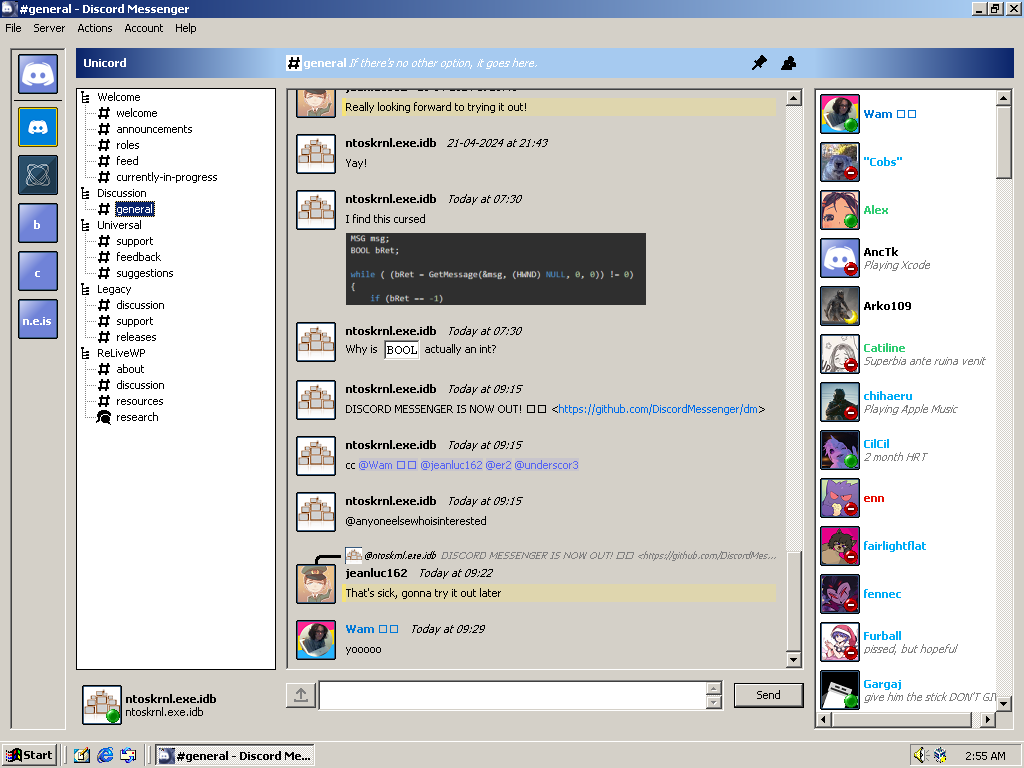 #general - Discord Messenger
File Server Actions Account Help
Unicord
#general If there's no other option, it goes here.
Welcome
# welcome
# announcements
# roles
# feed
# currently-in-progress
Discussion
# general
Universal
# support
# feedback
# suggestions
Legacy
# discussion
# support
# releases
ReLiveWP
# about
# discussion
# resources
research
b
c
n.e.is
Really looking forward to trying it out!
ntoskrnl.exe.idb 21-04-2024 at 21:43
Yay!
ntoskrnl.exe.idb Today at 07:30
I find this cursed
MSG msg;
BOOL bRet;
while ( (bRet = GetMessage(&msg, (HWND) NULL, 0, 0)) != 0)
{
if (bRet == -1)
ntoskrnl.exe.idb Today at 07:30
Why is BOOL actually an int?
ntoskrnl.exe.idb Today at 09:15
DISCORD MESSENGER IS NOW OUT! □□ <https://github.com/DiscordMessenger/dm>
ntoskrnl.exe.idb Today at 09:15
cc @Wam □□ @jeanluc162 @er2 @underscor3
ntoskrnl.exe.idb Today at 09:15
@anyoneelsewhoisinterested
@ntoskrnl.exe.idb DISCORD MESSENGER IS NOW OUT! □□ <https://github.com/DiscordMes...
jeanluc162 Today at 09:22
That's sick, gonna try it out later
Wam □□ Today at 09:29
yooooo
Send
Wam □□
"Cobs"
Alex
AncTk
Playing Xcode
Arko109
Catiline
Superbia ante ruina venit
chihaeru
Playing Apple Music
CilCil
2 month HRT
enn
fairlightflat
fennec
Furball
pissed, but hopeful
Gargaj
give him the stick DON'T GI
ntoskrnl.exe.idb
ntoskrnl.exe.idb
Start
#general - Discord Me...
2:55 AM